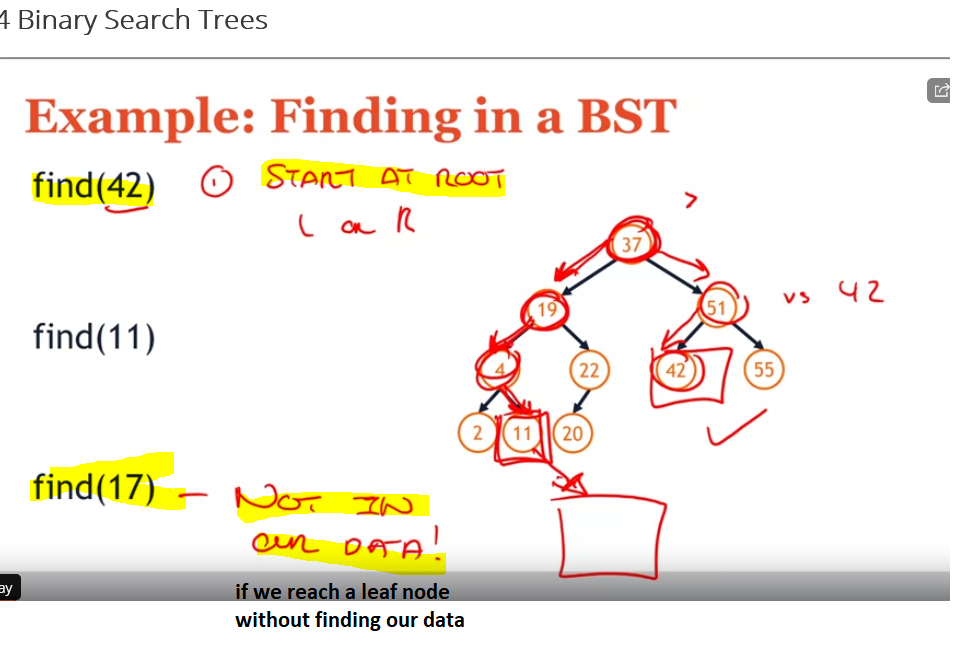 4 Binary Search Trees
Example: Finding in a BST
find(42) ① START AT ROOT
L OR R
>
37
19
51 vs 42
find(11)
4
22
42
55
2
11
20
find(17) – NOT IN
OUR DATA!
ay
if we reach a leaf node
without finding our data